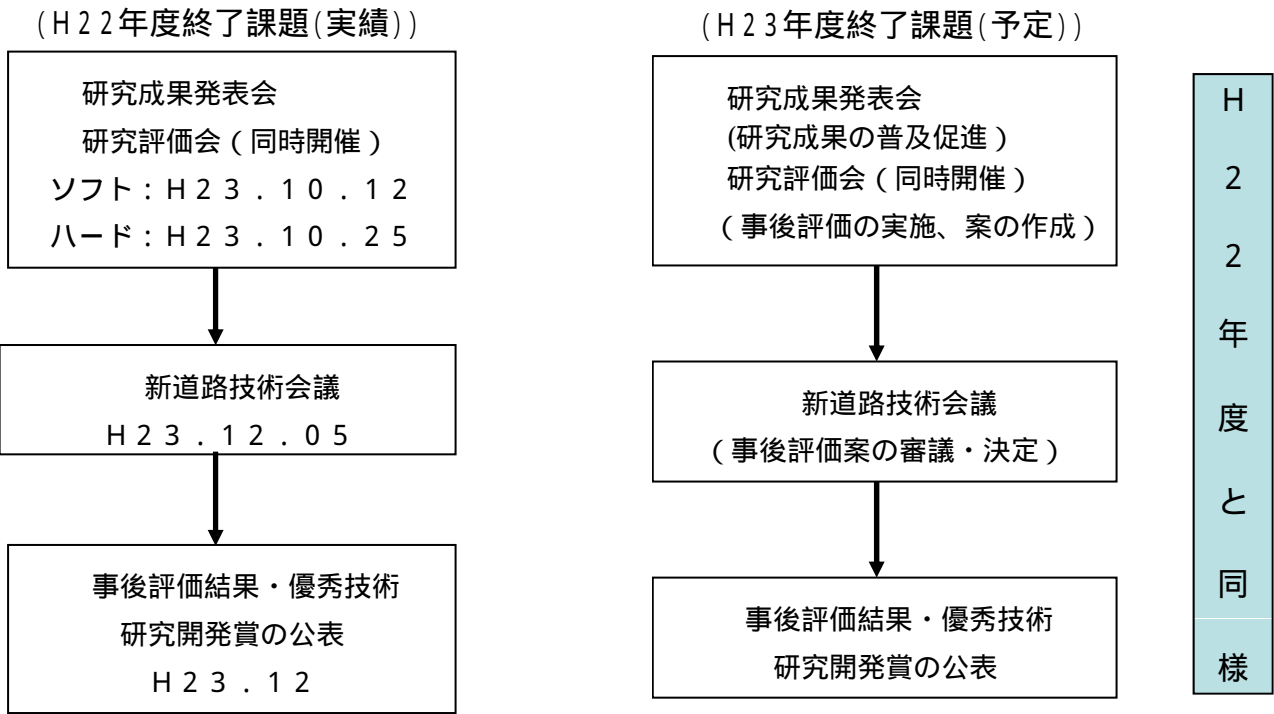 (H22年度終了課題(実績))
研究成果発表会
研究評価会(同時開催)
ソフト:H23.10.12
ハード:H23.10.25
新道路技術会議
H23.12.05
事後評価結果・優秀技術
研究開発賞の公表
H23.12
(H23年度終了課題(予定))
研究成果発表会
(研究成果の普及促進)
研究評価会(同時開催)
(事後評価の実施、案の作成)
新道路技術会議
(事後評価案の審議・決定)
事後評価結果・優秀技術
研究開発賞の公表
H22年度と同様